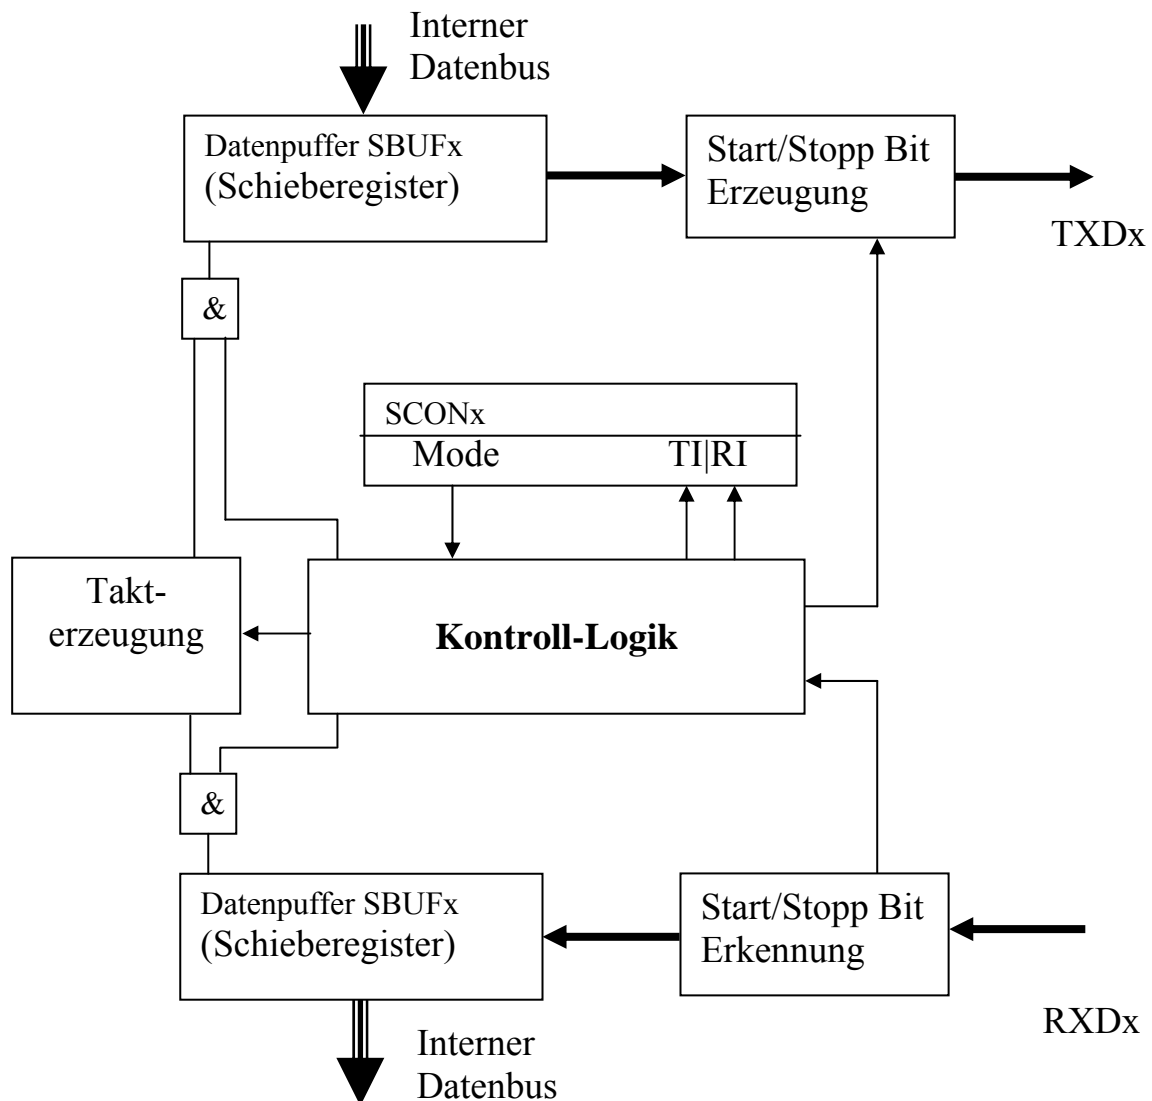 Interner
Datenbus
Datenpuffer SBUFx
(Schieberegister)
Start/Stopp Bit
Erzeugung
TXDx
&
SCONx
Mode TI|RI
Takt-
erzeugung
Kontroll-Logik
&
Datenpuffer SBUFx
(Schieberegister)
Start/Stopp Bit
Erkennung
RXDx
Interner
Datenbus